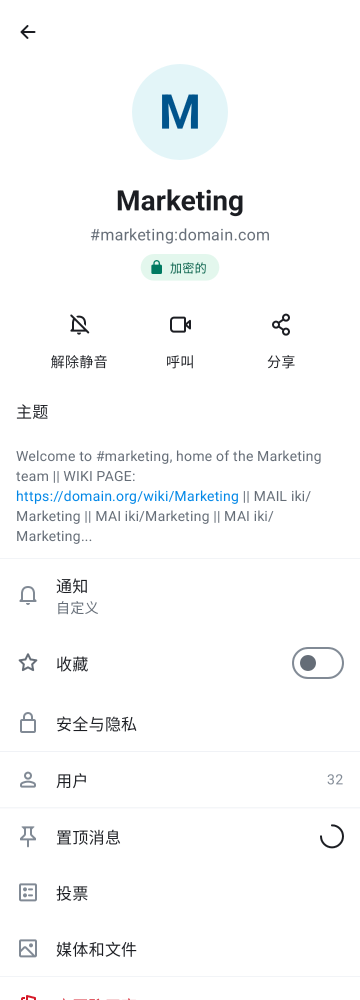 M
Marketing
#marketing:domain.com
加密的
解除静音 呼叫 分享
主题
Welcome to #marketing, home of the Marketing
team || WIKI PAGE:
https://domain.org/wiki/Marketing || MAIL iki/
Marketing || MAI iki/Marketing || MAI iki/
Marketing...
通知
自定义
收藏
安全与隐私
用户 32
置顶消息
投票
媒体和文件